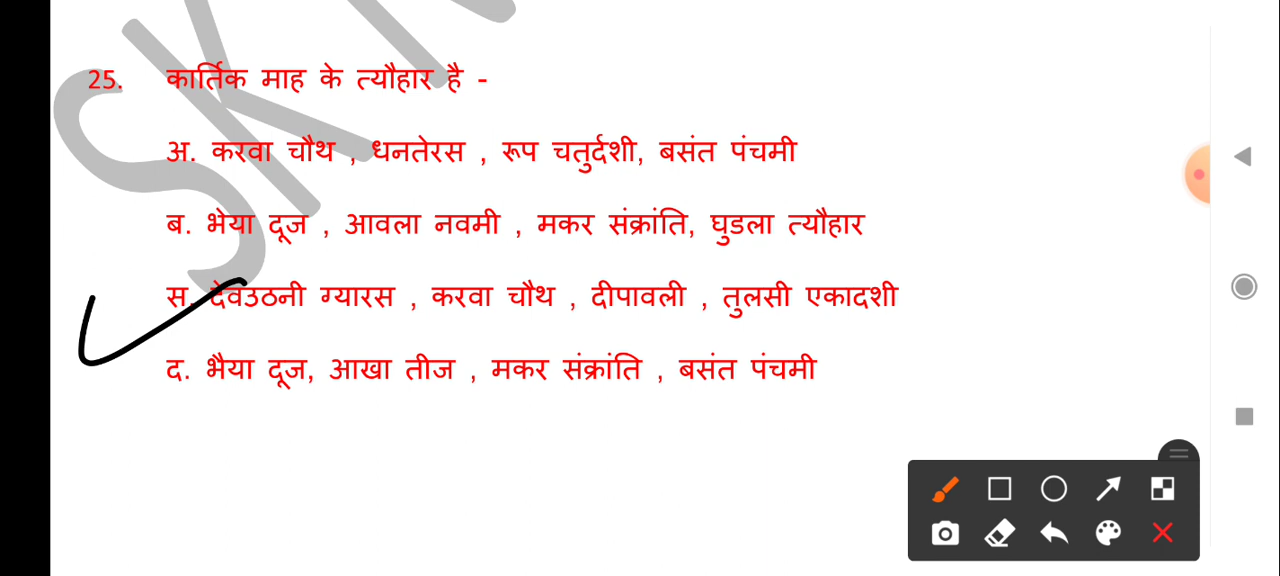 25. कार्तिक माह के त्यौहार है -
अ. करवा चौथ , धनतेरस , रूप चतुर्दशी, बसंत पंचमी
ब. भेया दूज , आवला नवमी , मकर संक्रांति, घुडला त्यौहार
स. देवउठनी ग्यारस , करवा चौथ , दीपावली , तुलसी एकादशी
द. भैया दूज, आखा तीज , मकर संक्रांति , बसंत पंचमी